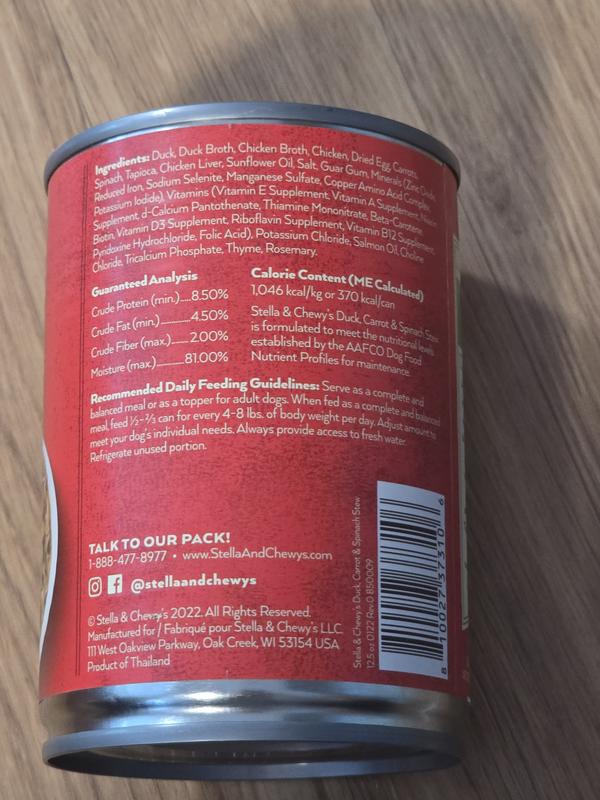 Ingredients: Duck, Duck Broth, Chicken Broth, Chicken, Dried Egg, Carrots,
Spinach, Tapioca, Chicken Liver, Sunflower Oil, Salt, Guar Gum, Minerals (Zinc Oxide,
Reduced Iron, Sodium Selenite, Manganese Sulfate, Copper Amino Acid Complex,
Potassium Iodide), Vitamins (Vitamin E Supplement, Vitamin A Supplement, Niacin
Supplement, d-Calcium Pantothenate, Thiamine Mononitrate, Beta-Carotene,
Biotin, Vitamin D3 Supplement, Riboflavin Supplement, Vitamin B12 Supplement,
Pyridoxine Hydrochloride, Folic Acid), Potassium Chloride, Salmon Oil, Choline
Chloride, Tricalcium Phosphate, Thyme, Rosemary.
Guaranteed Analysis
Crude Protein (min.)....8.50%
Crude Fat (min.)..........4.50%
Crude Fiber (max.).......2.00%
Moisture (max.)..........81.00%
Calorie Content (ME Calculated)
1,046 kcal/kg or 370 kcal/can
Stella & Chewy's Duck, Carrot & Spinach Stew
is formulated to meet the nutritional levels
established by the AAFCO Dog Food
Nutrient Profiles for maintenance.
Recommended Daily Feeding Guidelines: Serve as a complete and
balanced meal or as a topper for adult dogs. When fed as a complete and balanced
meal, feed ½-⅔ can for every 4-8 lbs. of body weight per day. Adjust amount to
meet your dog's individual needs. Always provide access to fresh water.
Refrigerate unused portion.
TALK TO OUR PACK!
1-888-477-8977 • www.StellaAndChewys.com
@stellaandchewys
© Stella & Chewy's 2022. All Rights Reserved.
Manufactured for / Fabriqué pour Stella & Chewy's LLC.
111 West Oakview Parkway, Oak Creek, WI 53154 USA
Product of Thailand
Stella & Chewy's Duck, Carrot & Spinach Stew
12.5 oz 0122 Rev.0 850009
8 10027 37310 6